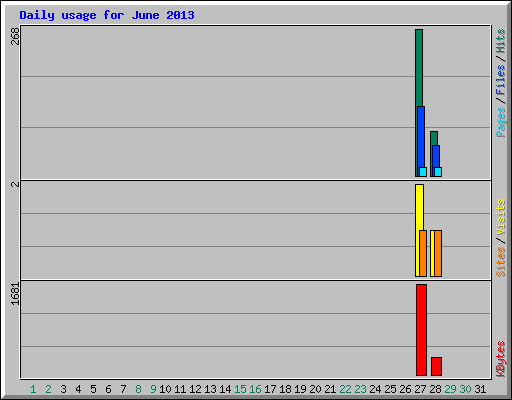 Daily usage for June 2013
268
2
1681
Pages/Files/Hits
Sites/Visits
KBytes
1 2 3 4 5 6 7 8 9 10 11 12 13 14 15 16 17 18 19 20 21 22 23 24 25 26 27 28 29 30 31